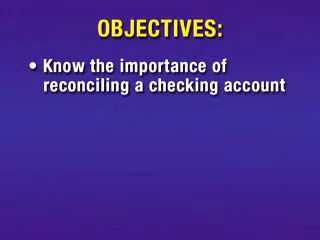 OBJECTIVES:
• Know the importance of
reconciling a checking account